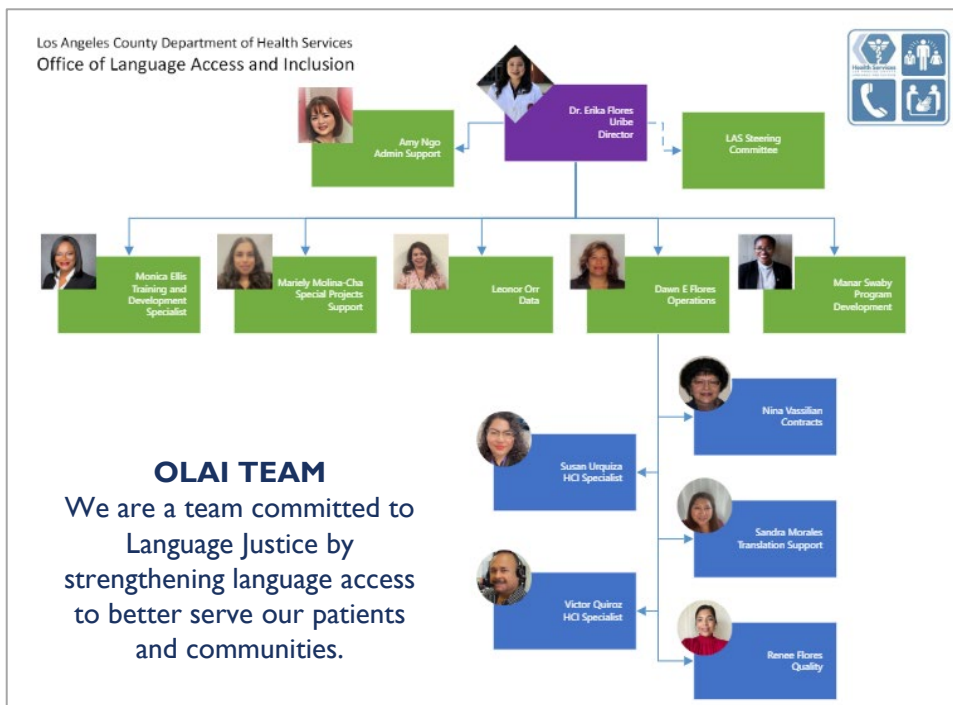 Los Angeles County Department of Health Services
Office of Language Access and Inclusion
Health Services
Dr. Erika Flores
Uribe
Director
Amy Ngo
Admin Support
LAS Steering
Committee
Monica Ellis
Training and
Development
Specialist
Mariely Molina-Cha
Special Projects
Support
Leonor Orr
Data
Dawn E Flores
Operations
Manar Swaby
Program
Development
Nina Vassilian
Contracts
Susan Urquiza
HCI Specialist
Sandra Morales
Translation Support
Victor Quiroz
HCI Specialist
Renee Flores
Quality
OLAI TEAM
We are a team committed to
Language Justice by
strengthening language access
to better serve our patients
and communities.